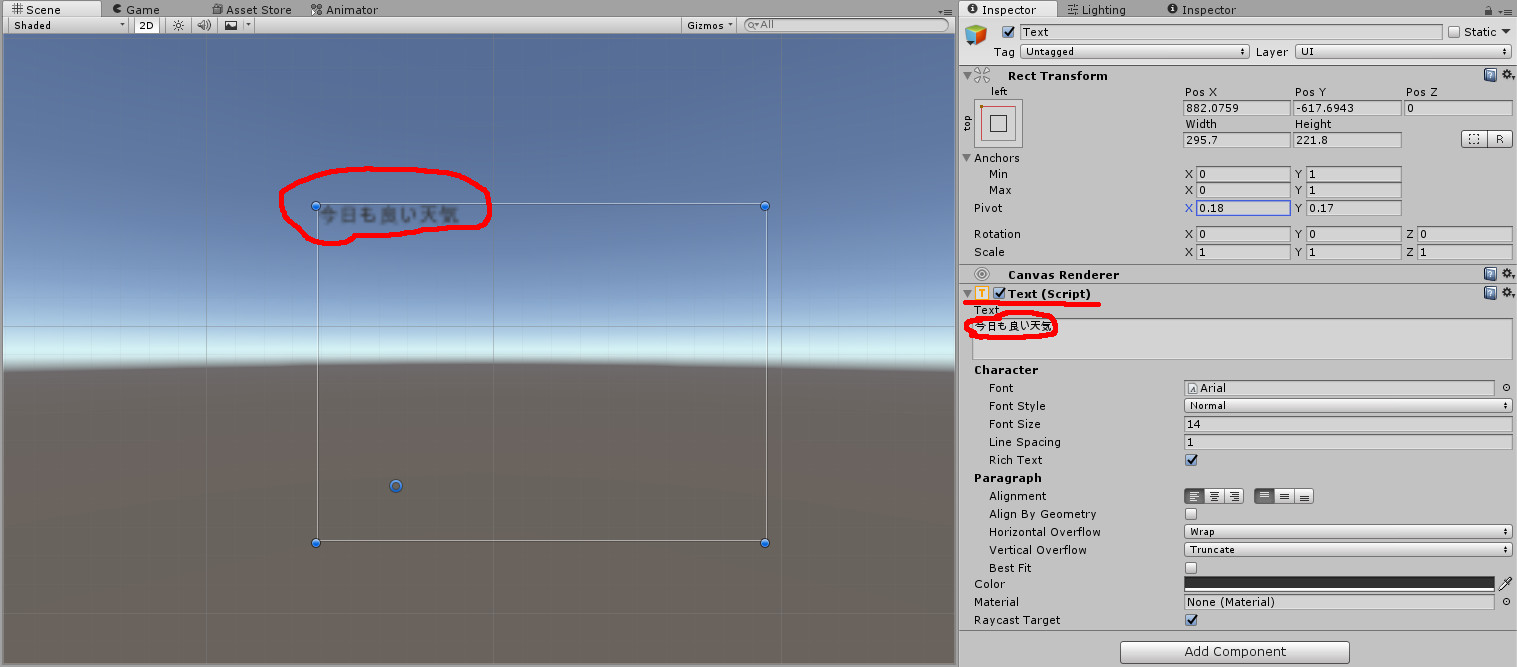 Scene Game Asset Store Animator
Shaded 2D Gizmos All
今日も良い天気
Inspector Lighting Inspector
Text Static
Tag Untagged Layer UI
Rect Transform
left
top
Pos X Pos Y Pos Z
882.0759 -617.6943 0
Width Height
295.7 221.8
R
Anchors
Min X 0 Y 1
Max X 0 Y 1
Pivot X 0.18 Y 0.17
Rotation X 0 Y 0 Z 0
Scale X 1 Y 1 Z 1
Canvas Renderer
Text (Script)
Text
今日も良い天気
Character
Font Arial
Font Style Normal
Font Size 14
Line Spacing 1
Rich Text
Paragraph
Alignment
Align By Geometry
Horizontal Overflow Wrap
Vertical Overflow Truncate
Best Fit
Color
Material None (Material)
Raycast Target
Add Component